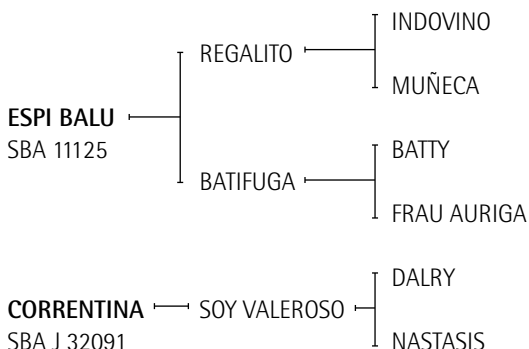 INDOVINO
REGALITO
MUÑECA
ESPI BALU
SBA 11125
BATTY
BATIFUGA
FRAU AURIGA
DALRY
CORRENTINA
SOY VALEROSO
SBA J 32091
NASTASIS